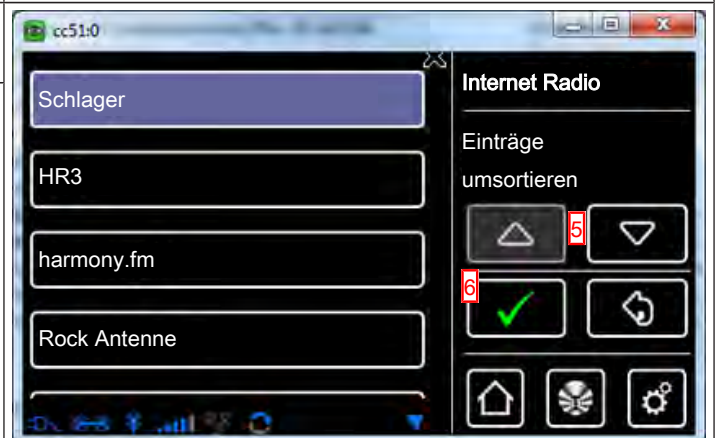 cc51:0
Schlager
HR3
harmony.fm
Rock Antenne
Internet Radio
Einträge
umsortieren
5
6